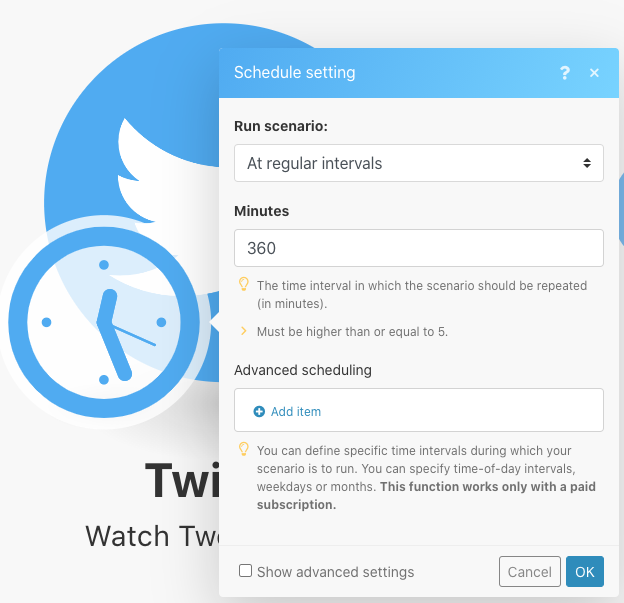 Schedule setting
?
×
Run scenario:
At regular intervals
Minutes
360
The time interval in which the scenario should be repeated
(in minutes).
Must be higher than or equal to 5.
Advanced scheduling
Add item
You can define specific time intervals during which your
scenario is to run. You can specify time-of-day intervals,
weekdays or months. This function works only with a paid
subscription.
Show advanced settings
Cancel
OK
Twi
Watch Twe